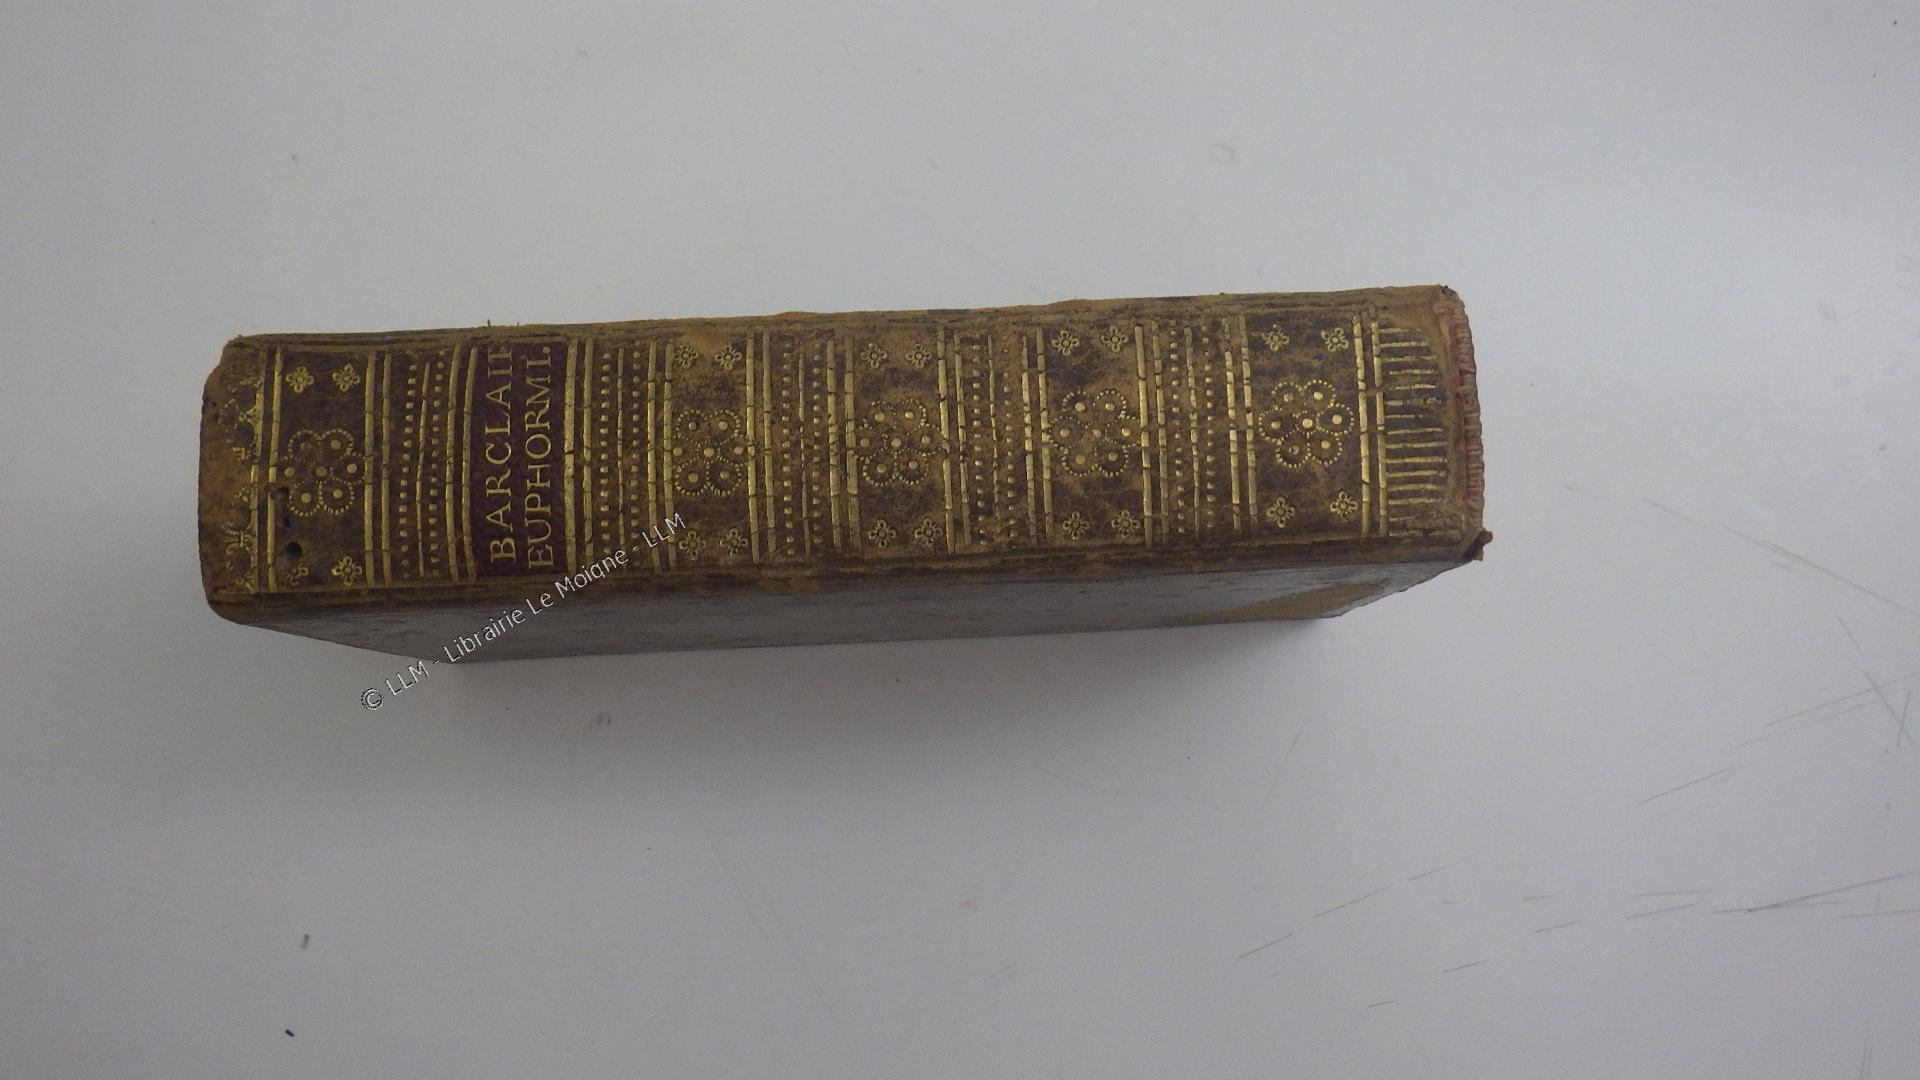 BARCLAII
EUPHORMI.
© LLM - Librairie Le Moigne - LLM